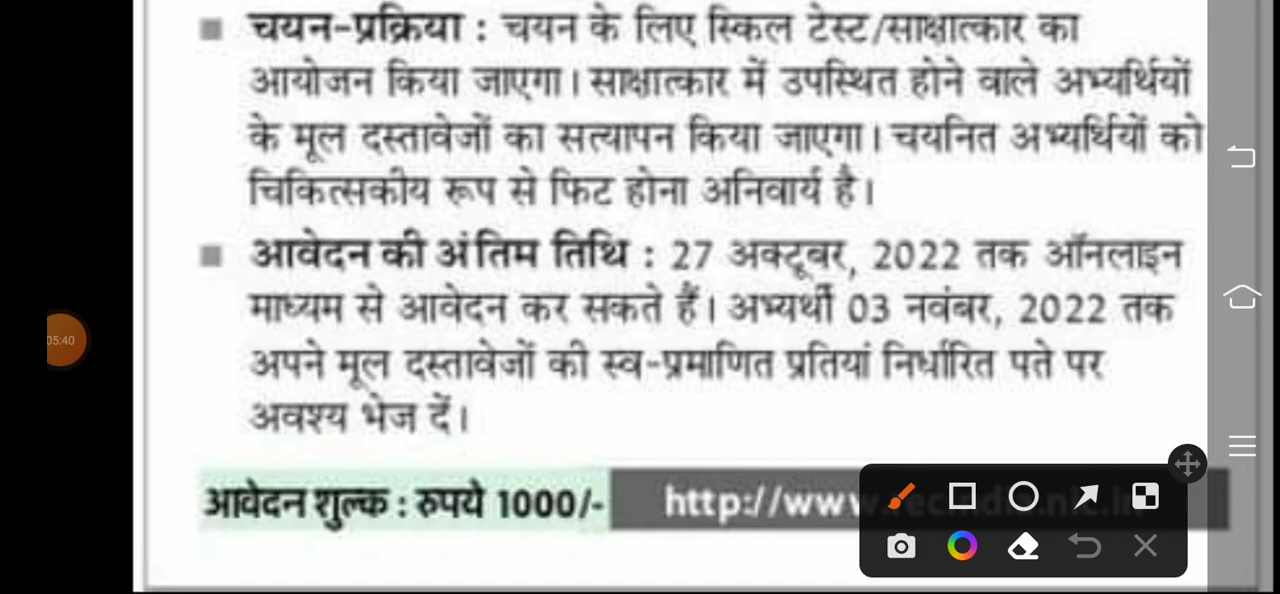 चयन-प्रक्रिया : चयन के लिए स्किल टेस्ट/साक्षात्कार का
आयोजन किया जाएगा। साक्षात्कार में उपस्थित होने वाले अभ्यर्थियों
के मूल दस्तावेजों का सत्यापन किया जाएगा। चयनित अभ्यर्थियों को
चिकित्सकीय रूप से फिट होना अनिवार्य है।
आवेदन की अंतिम तिथि : 27 अक्टूबर, 2022 तक ऑनलाइन
माध्यम से आवेदन कर सकते हैं। अभ्यर्थी 03 नवंबर, 2022 तक
अपने मूल दस्तावेजों की स्व-प्रमाणित प्रतियां निर्धारित पते पर
अवश्य भेज दें।
05:40
आवेदन शुल्क : रुपये 1000/- http://www